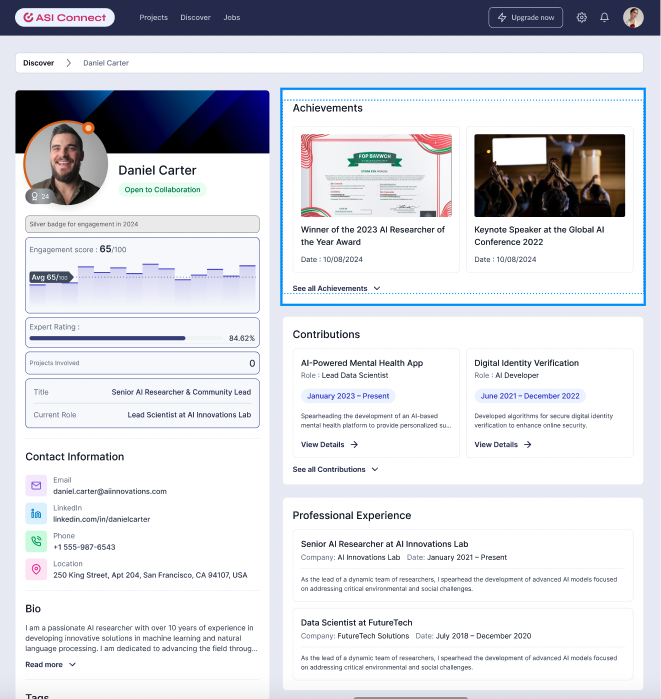 ASI Connect
Projects Discover Jobs
Upgrade now
Discover Daniel Carter
24
Daniel Carter
Open to Collaboration
Silver badge for engagement in 2024
Engagement score : 65/100
Avg 65/100
Expert Rating :
84.62%
Projects Involved 0
Title Senior AI Researcher & Community Lead
Current Role Lead Scientist at AI Innovations Lab
Contact Information
Email
daniel.carter@aiinnovations.com
LinkedIn
linkedin.com/in/danielcarter
Phone
+1 555-987-6543
Location
250 King Street, Apt 204, San Francisco, CA 94107, USA
Bio
I am a passionate AI researcher with over 10 years of experience in
developing innovative solutions in machine learning and natural
language processing. I am dedicated to advancing the field throug...
Read more
Tags
Achievements
Winner of the 2023 AI Researcher of
the Year Award
Date : 10/08/2024
Keynote Speaker at the Global AI
Conference 2022
Date : 10/08/2024
See all Achievements
Contributions
AI-Powered Mental Health App
Role : Lead Data Scientist
January 2023 – Present
Spearheading the development of an AI-based
mental health platform to provide personalized su...
View Details
Digital Identity Verification
Role : AI Developer
June 2021 – December 2022
Developed algorithms for secure digital identity
verification to enhance online security.
View Details
See all Contributions
Professional Experience
Senior AI Researcher at AI Innovations Lab
Company: AI Innovations Lab Date: January 2021 – Present
As the lead of a dynamic team of researchers, I spearhead the development of advanced AI models focused
on addressing critical environmental and social challenges.
Data Scientist at FutureTech
Company: FutureTech Solutions Date: July 2018 – December 2020
As the lead of a dynamic team of researchers, I spearhead the development of advanced AI models focused
on addressing critical environmental and social challenges.